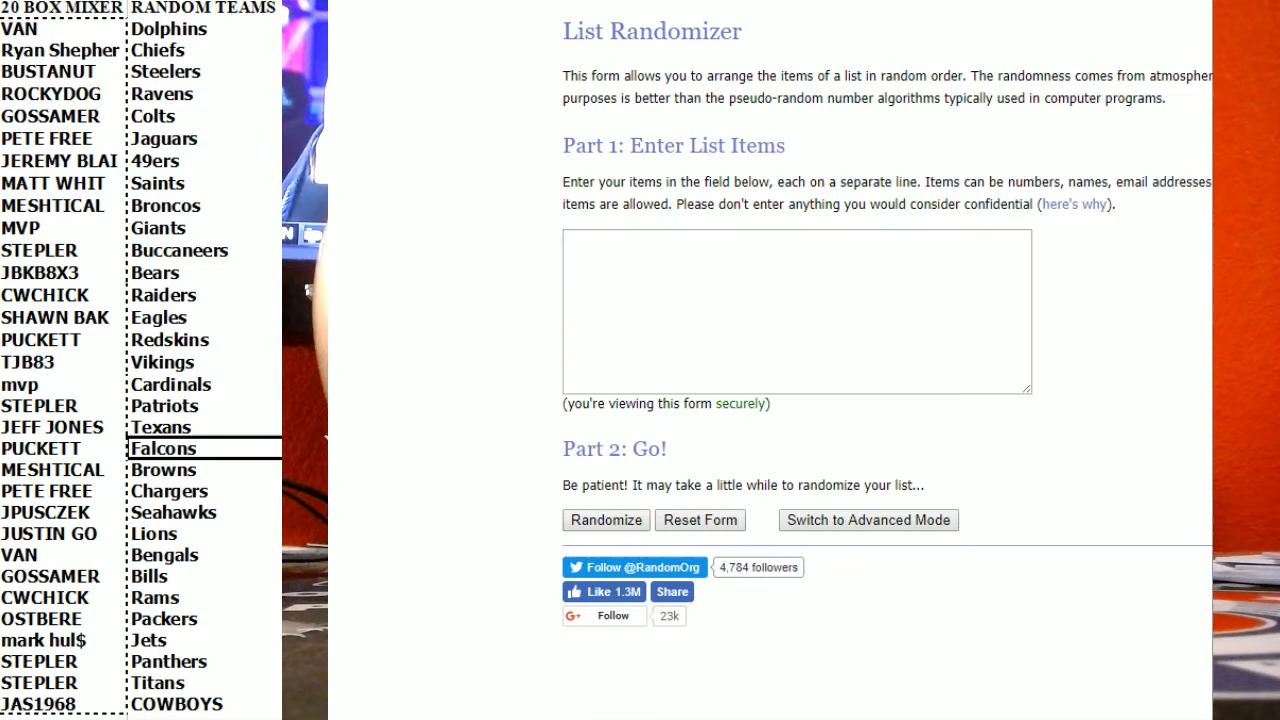 20 BOX MIXER RANDOM TEAMS
VAN Dolphins
Ryan Shepher Chiefs
BUSTANUT Steelers
ROCKYDOG Ravens
GOSSAMER Colts
PETE FREE Jaguars
JEREMY BLAI 49ers
MATT WHIT Saints
MESHTICAL Broncos
MVP Giants
STEPLER Buccaneers
JBKB8X3 Bears
CWCHICK Raiders
SHAWN BAK Eagles
PUCKETT Redskins
TJB83 Vikings
mvp Cardinals
STEPLER Patriots
JEFF JONES Texans
PUCKETT Falcons
MESHTICAL Browns
PETE FREE Chargers
JPUSCZEK Seahawks
JUSTIN GO Lions
VAN Bengals
GOSSAMER Bills
CWCHICK Rams
OSTBERE Packers
mark hul$ Jets
STEPLER Panthers
STEPLER Titans
JAS1968 COWBOYS
List Randomizer
This form allows you to arrange the items of a list in random order. The randomness comes from atmospher
purposes is better than the pseudo-random number algorithms typically used in computer programs.
Part 1: Enter List Items
Enter your items in the field below, each on a separate line. Items can be numbers, names, email addresses
items are allowed. Please don't enter anything you would consider confidential (here's why).
(you're viewing this form securely)
Part 2: Go!
Be patient! It may take a little while to randomize your list...
Randomize Reset Form Switch to Advanced Mode
Follow @RandomOrg 4,784 followers
Like 1.3M Share
G+ Follow 23k